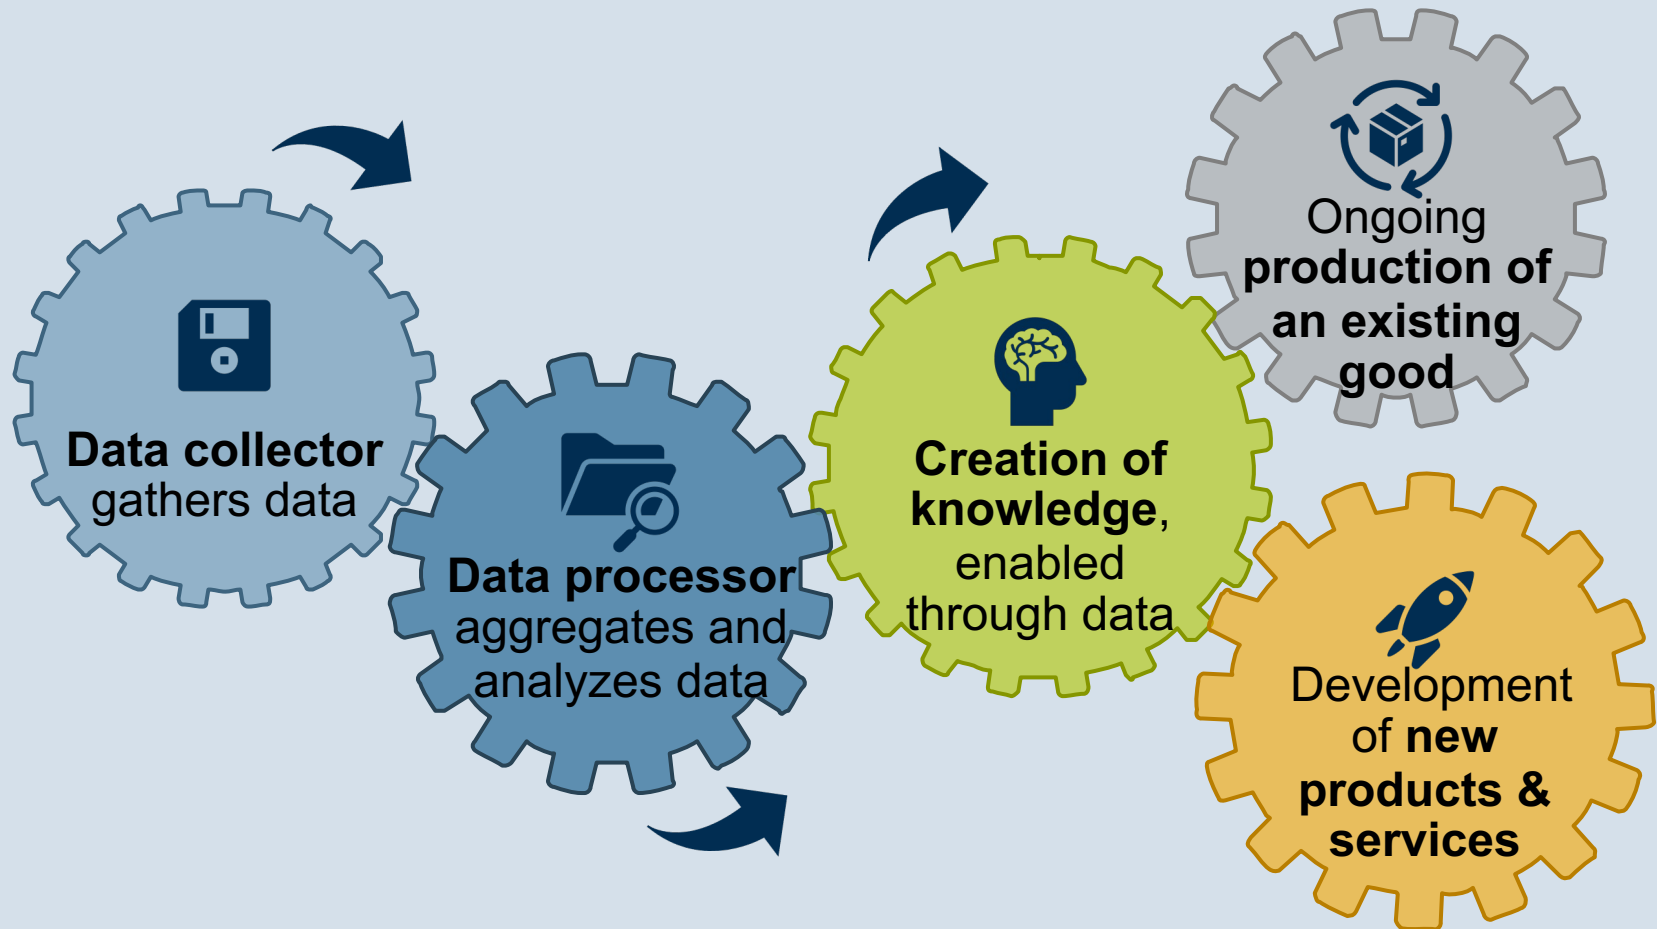 Data collector
gathers data
Data processor
aggregates and
analyzes data
Creation of
knowledge,
enabled
through data
Ongoing
production of
an existing
good
Development
of new
products &
services